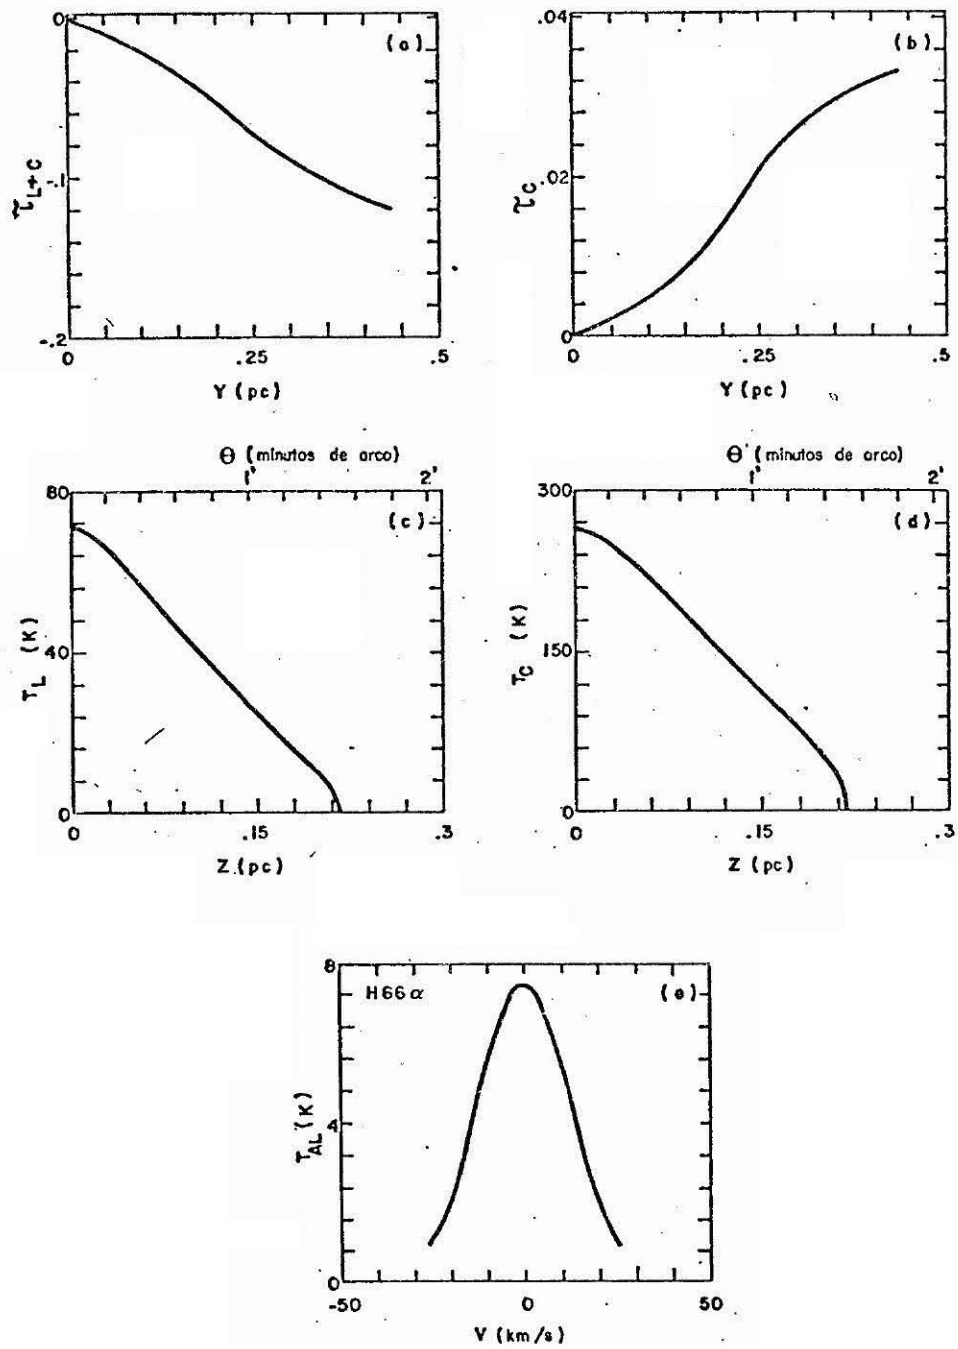 0 (a) .04 (b)
τ̃L+C -.1 τC .02
-.2 0
0 .25 .5 0 .25 .5
Y (pc) Y (pc)
Θ (minutos de arco) Θ (minutos de arco)
1' 2' 1' 2'
80 (c) 300 (d)
TL (K) 40 TC (K) 150
0 0
0 .15 .3 0 .15 .3
Z (pc) Z (pc)
8 H66α (e)
TAL (K) 4
0
-50 0 50
V (km/s)